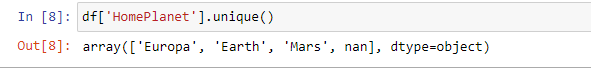 In [8]: df['HomePlanet'].unique()
Out[8]: array(['Europa', 'Earth', 'Mars', nan], dtype=object)